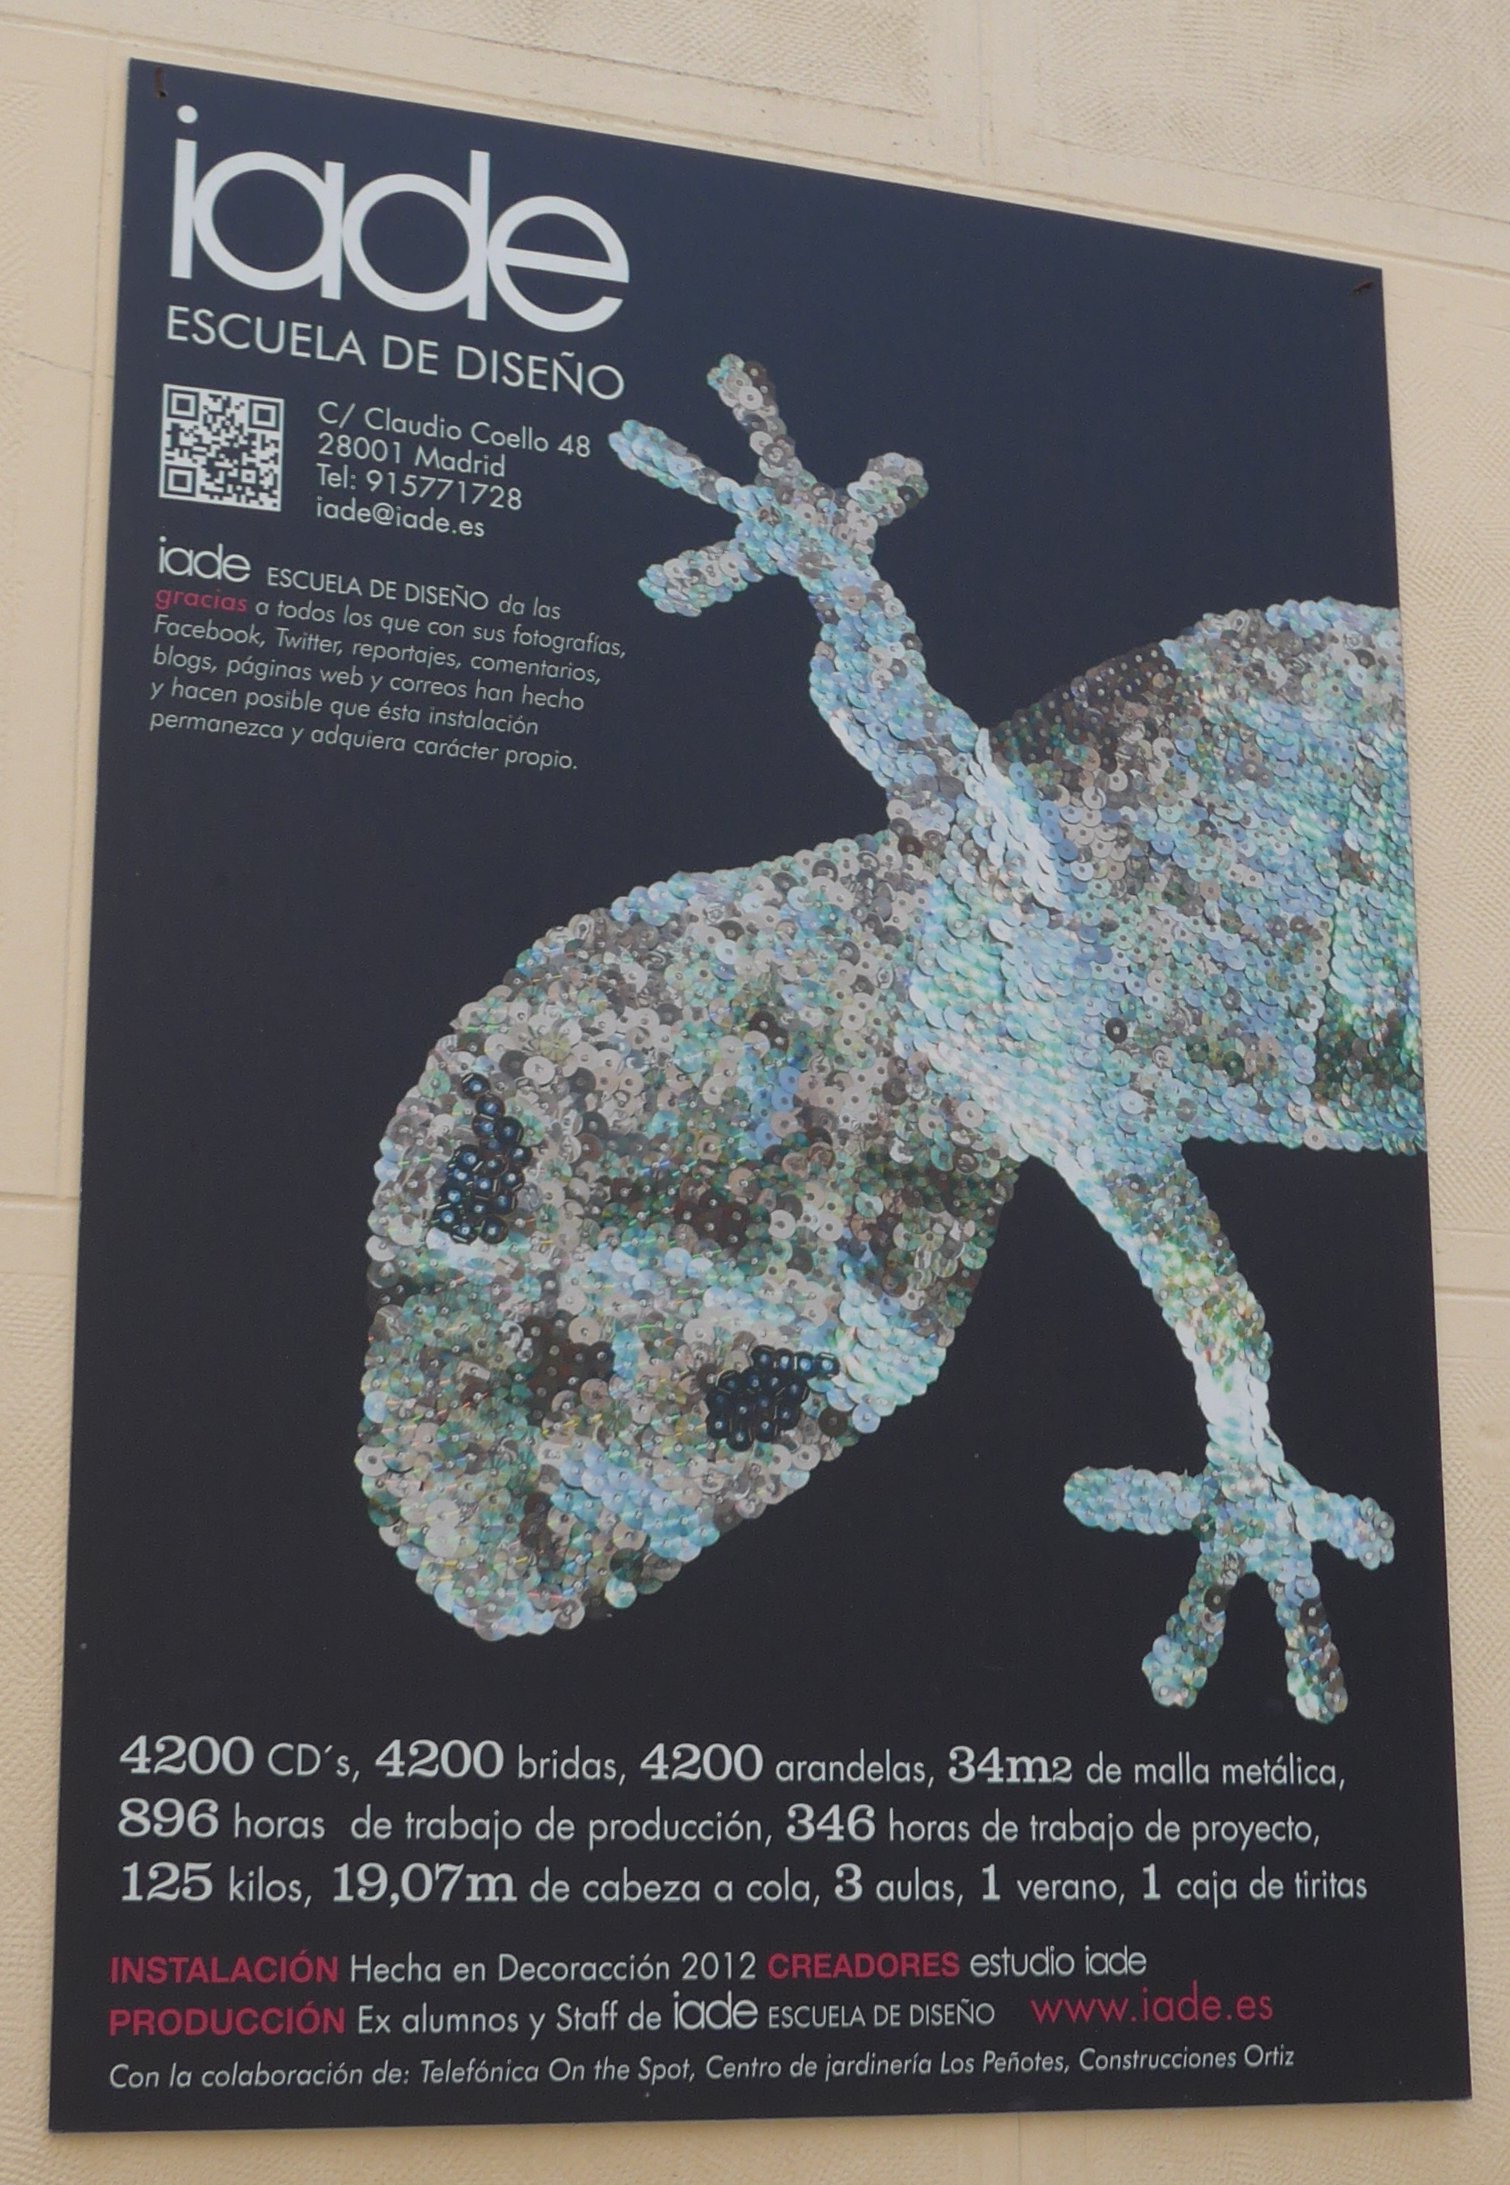 iade
ESCUELA DE DISEÑO
C/ Claudio Coello 48
28001 Madrid
Tel: 915771728
iade@iade.es
iade ESCUELA DE DISEÑO da las
gracias a todos los que con sus fotografías,
Facebook, Twitter, reportajes, comentarios,
blogs, páginas web y correos han hecho
y hacen posible que ésta instalación
permanezca y adquiera carácter propio.
4200 CD´s, 4200 bridas, 4200 arandelas, 34m2 de malla metálica,
896 horas de trabajo de producción, 346 horas de trabajo de proyecto,
125 kilos, 19,07m de cabeza a cola, 3 aulas, 1 verano, 1 caja de tiritas
INSTALACIÓN Hecha en Decoracción 2012 CREADORES estudio iade
PRODUCCIÓN Ex alumnos y Staff de iade ESCUELA DE DISEÑO www.iade.es
Con la colaboración de: Telefónica On the Spot, Centro de jardinería Los Peñotes, Construcciones Ortiz